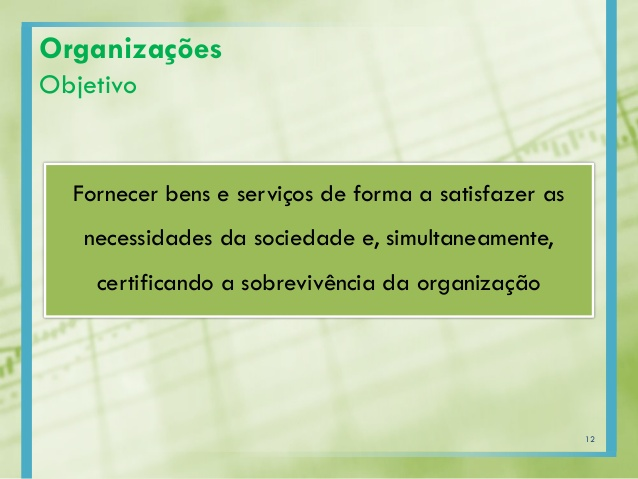 Organizações
Objetivo
Fornecer bens e serviços de forma a satisfazer as
necessidades da sociedade e, simultaneamente,
certificando a sobrevivência da organização
12